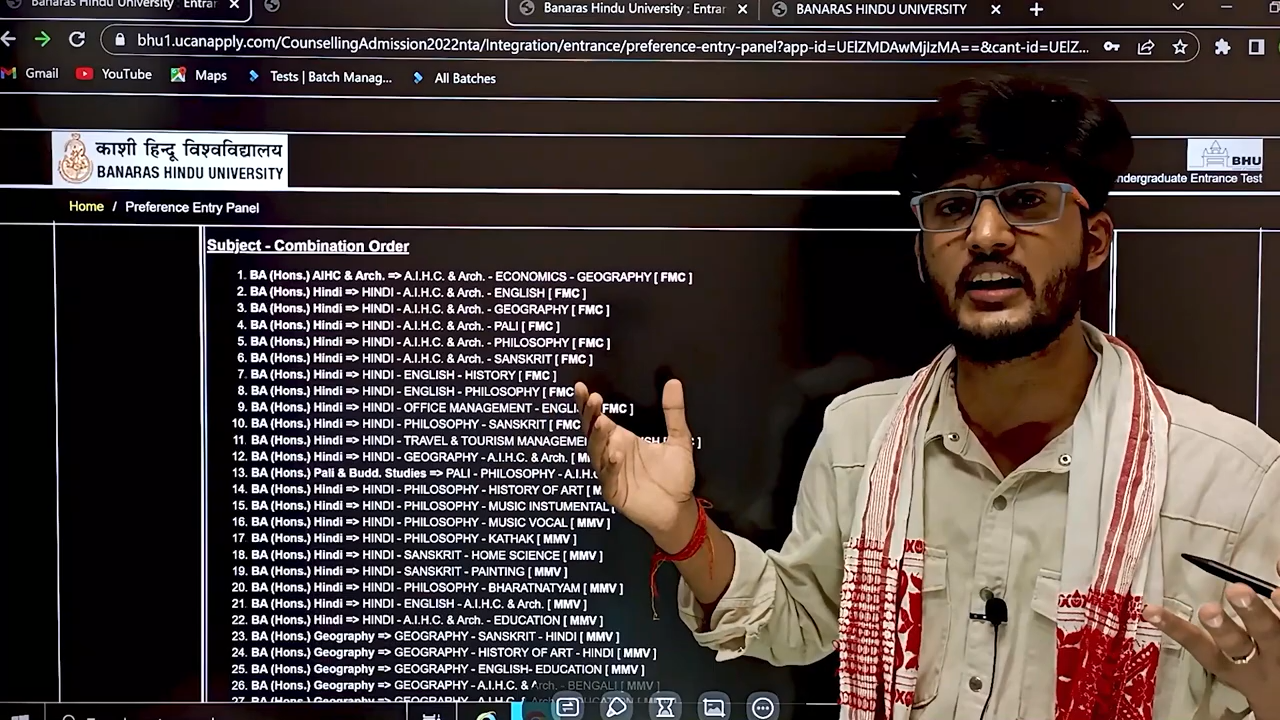 Banaras Hindu University : Entrar
Banaras Hindu University : Entrar
BANARAS HINDU UNIVERSITY
bhu1.ucanapply.com/CounsellingAdmission2022nta/Integration/entrance/preference-entry-panel?app-id=UElZMDAwMjIzMA==&cant-id=UElZ...
Gmail YouTube Maps Tests | Batch Manag... All Batches
काशी हिन्दू विश्वविद्यालय
BANARAS HINDU UNIVERSITY
BHU
ndergraduate Entrance Test
Home / Preference Entry Panel
Subject - Combination Order
1. BA (Hons.) AIHC & Arch. => A.I.H.C. & Arch. - ECONOMICS - GEOGRAPHY [ FMC ]
2. BA (Hons.) Hindi => HINDI - A.I.H.C. & Arch. - ENGLISH [ FMC ]
3. BA (Hons.) Hindi => HINDI - A.I.H.C. & Arch. - GEOGRAPHY [ FMC ]
4. BA (Hons.) Hindi => HINDI - A.I.H.C. & Arch. - PALI [ FMC ]
5. BA (Hons.) Hindi => HINDI - A.I.H.C. & Arch. - PHILOSOPHY [ FMC ]
6. BA (Hons.) Hindi => HINDI - A.I.H.C. & Arch. - SANSKRIT [ FMC ]
7. BA (Hons.) Hindi => HINDI - ENGLISH - HISTORY [ FMC ]
8. BA (Hons.) Hindi => HINDI - ENGLISH - PHILOSOPHY [ FMC
9. BA (Hons.) Hindi => HINDI - OFFICE MANAGEMENT - ENGLI FMC ]
10. BA (Hons.) Hindi => HINDI - PHILOSOPHY - SANSKRIT [ FMC
11. BA (Hons.) Hindi => HINDI - TRAVEL & TOURISM MANAGEME
12. BA (Hons.) Hindi => HINDI - GEOGRAPHY - A.I.H.C. & Arch. [ M
13. BA (Hons.) Pali & Budd. Studies => PALI - PHILOSOPHY - A.I.H.C
14. BA (Hons.) Hindi => HINDI - PHILOSOPHY - HISTORY OF ART [ M
15. BA (Hons.) Hindi => HINDI - PHILOSOPHY - MUSIC INSTUMENTAL [
16. BA (Hons.) Hindi => HINDI - PHILOSOPHY - MUSIC VOCAL [ MMV ]
17. BA (Hons.) Hindi => HINDI - PHILOSOPHY - KATHAK [ MMV ]
18. BA (Hons.) Hindi => HINDI - SANSKRIT - HOME SCIENCE [ MMV ]
19. BA (Hons.) Hindi => HINDI - SANSKRIT - PAINTING [ MMV ]
20. BA (Hons.) Hindi => HINDI - PHILOSOPHY - BHARATNATYAM [ MMV ]
21. BA (Hons.) Hindi => HINDI - ENGLISH - A.I.H.C. & Arch. [ MMV ]
22. BA (Hons.) Hindi => HINDI - A.I.H.C. & Arch. - EDUCATION [ MMV ]
23. BA (Hons.) Geography => GEOGRAPHY - SANSKRIT - HINDI [ MMV ]
24. BA (Hons.) Geography => GEOGRAPHY - HISTORY OF ART - HINDI [ MMV ]
25. BA (Hons.) Geography => GEOGRAPHY - ENGLISH- EDUCATION [ MMV ]
26. BA (Hons.) Geography => GEOGRAPHY - A.I.H.C. & Arch. - BENGALI [ MMV ]